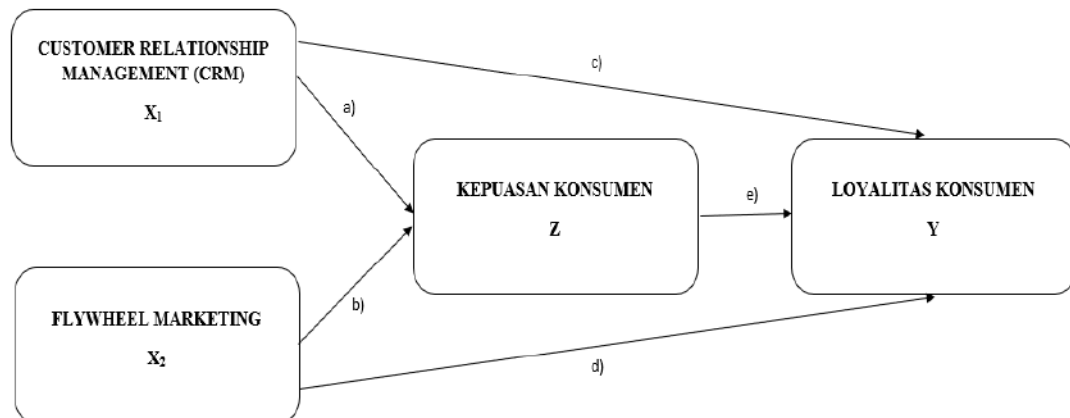 CUSTOMER RELATIONSHIP
MANAGEMENT (CRM)
X₁
c)
a)
KEPUASAN KONSUMEN
Z
e)
LOYALITAS KONSUMEN
Y
b)
FLYWHEEL MARKETING
X₂
d)